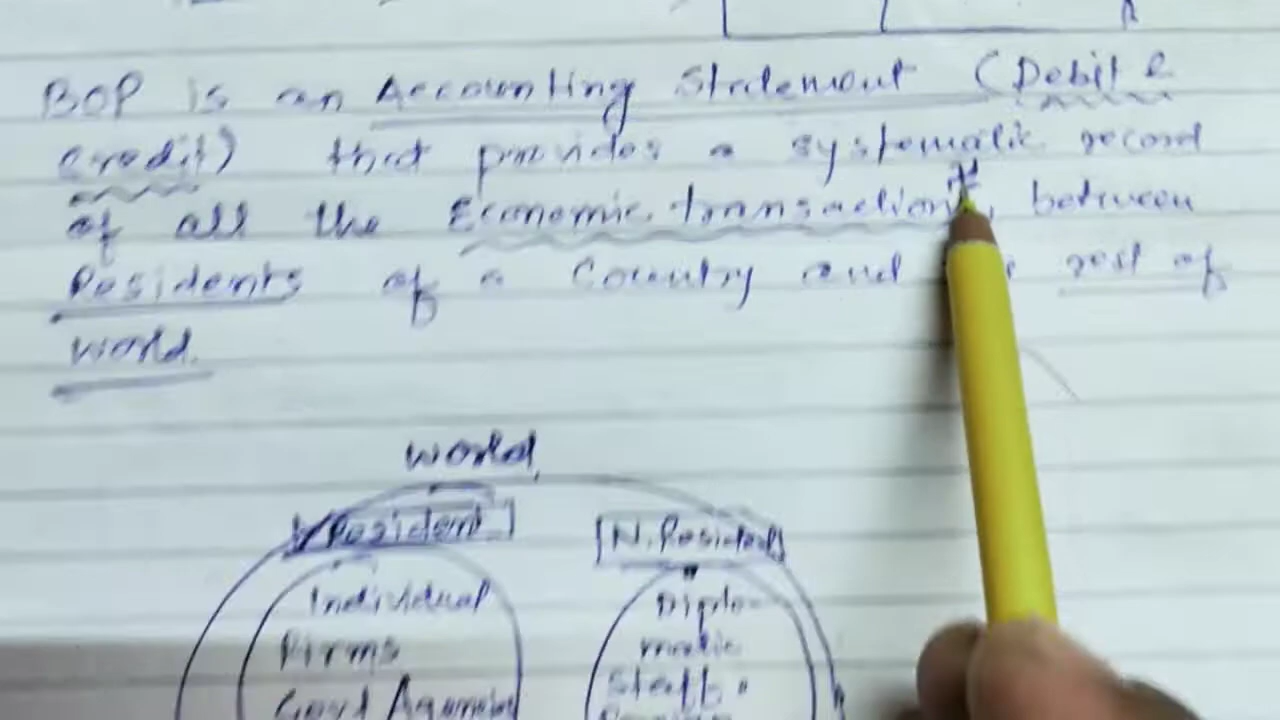 BOP is an Accounting Statement (Debit &
Credit) that provides a systematic record
of all the Economic transactions between
Residents of a Country and rest of
world.
world
Resident
[N. Resident]
Individual
Firms
Govt Agencies
Diplo-
matic
Staff.